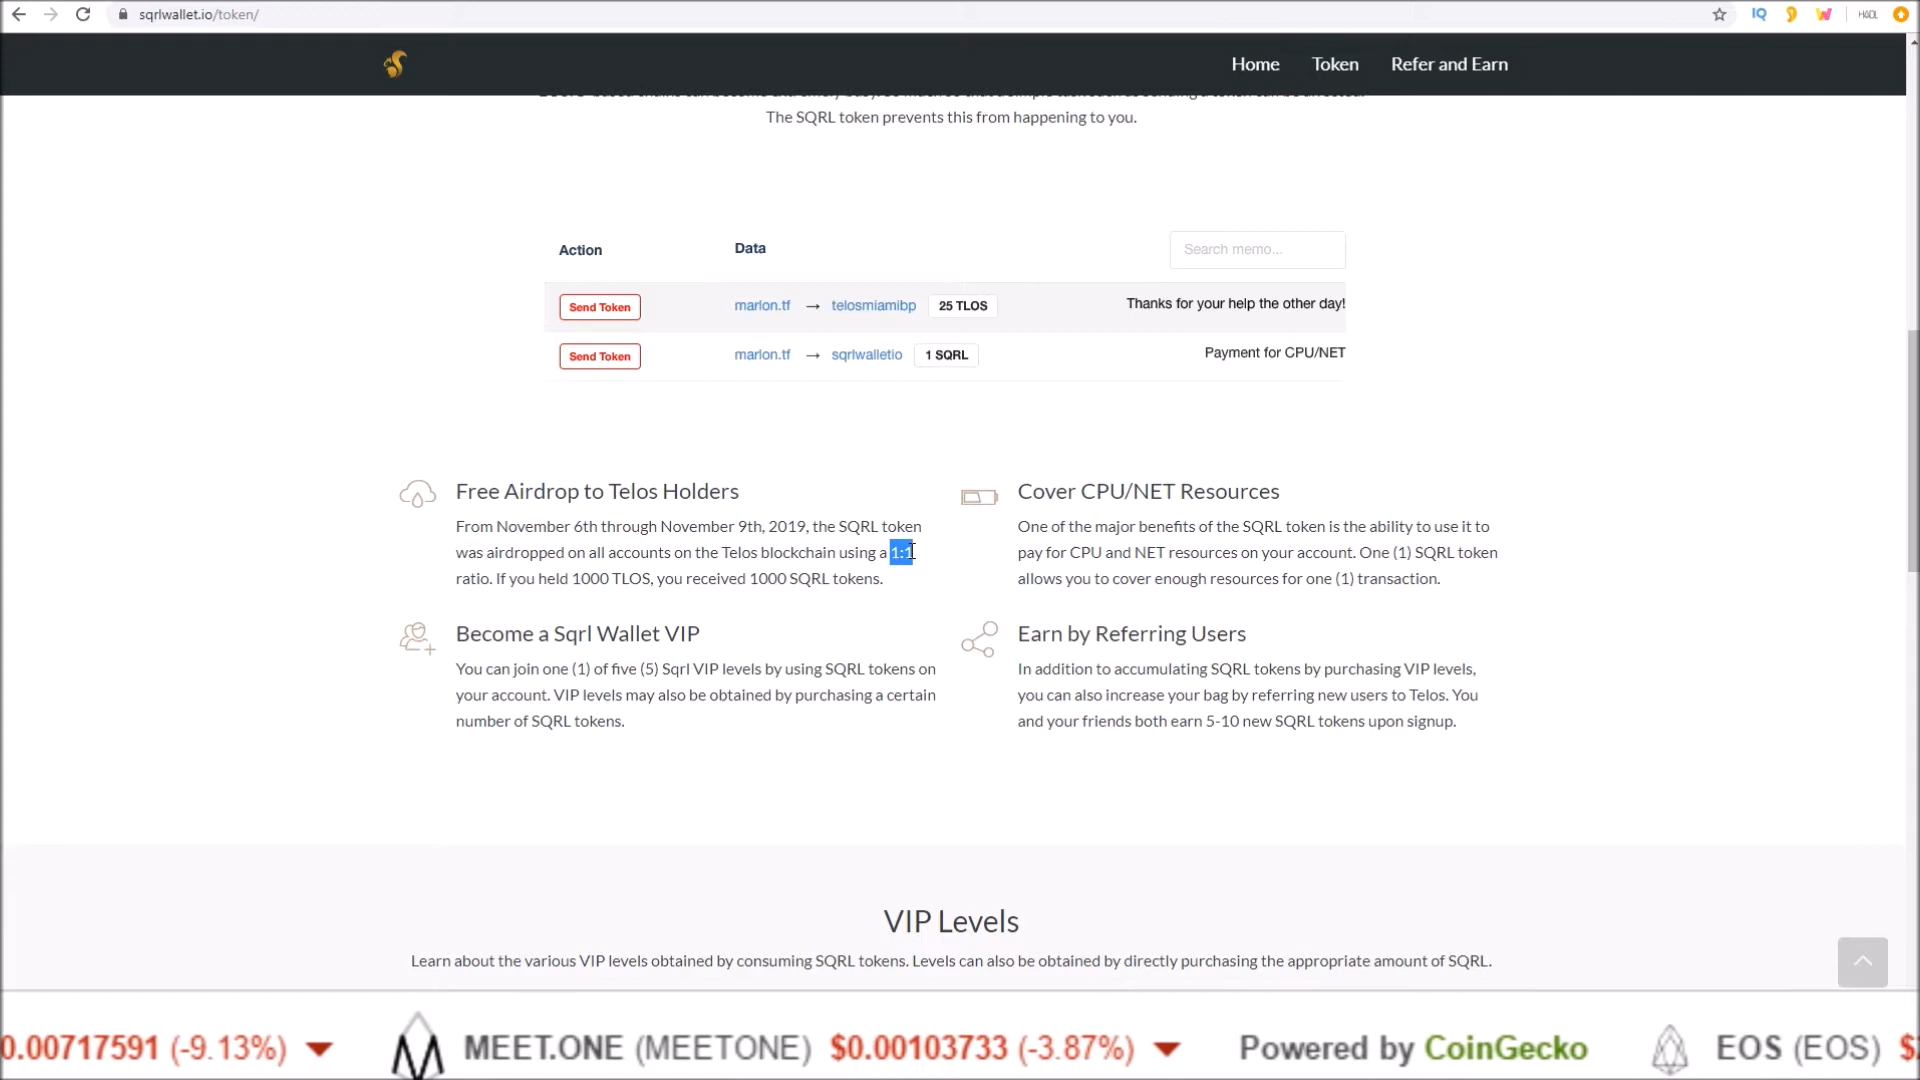 sqrlwallet.io/token/
IQ
HODL
Home Token Refer and Earn
The SQRL token prevents this from happening to you.
Action Data Search memo...
Send Token marlon.tf → telosmiamibp 25 TLOS Thanks for your help the other day!
Send Token marlon.tf → sqrlwalletio 1 SQRL Payment for CPU/NET
Free Airdrop to Telos Holders
From November 6th through November 9th, 2019, the SQRL token
was airdropped on all accounts on the Telos blockchain using a 1:1
ratio. If you held 1000 TLOS, you received 1000 SQRL tokens.
Cover CPU/NET Resources
One of the major benefits of the SQRL token is the ability to use it to
pay for CPU and NET resources on your account. One (1) SQRL token
allows you to cover enough resources for one (1) transaction.
Become a Sqrl Wallet VIP
You can join one (1) of five (5) Sqrl VIP levels by using SQRL tokens on
your account. VIP levels may also be obtained by purchasing a certain
number of SQRL tokens.
Earn by Referring Users
In addition to accumulating SQRL tokens by purchasing VIP levels,
you can also increase your bag by referring new users to Telos. You
and your friends both earn 5-10 new SQRL tokens upon signup.
VIP Levels
Learn about the various VIP levels obtained by consuming SQRL tokens. Levels can also be obtained by directly purchasing the appropriate amount of SQRL.
0.00717591 (-9.13%) MEET.ONE (MEETONE) $0.00103733 (-3.87%) Powered by CoinGecko EOS (EOS) $